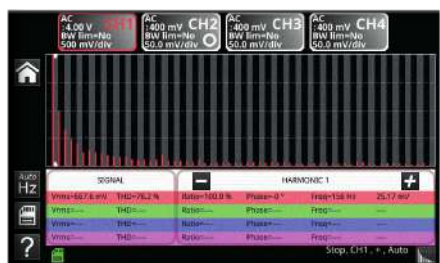 AC
:4.00 V CH1
BW lim=No
500 mV/div
AC
:400 mV CH2
BW lim=No
50.0 mV/div
AC
:400 mV CH3
BW lim=No
50.0 mV/div
AC
:400 mV CH4
BW lim=No
50.0 mV/div
Auto
Hz
SIGNAL
− HARMONIC 1 +
Vrms=667.6 mV THD=76.2 % Ratio=100.0 % Phase=-0 ° Freq=156 Hz 25.17 mV
Vrms=--- THD=--- Ratio=--- Phase=--- Freq=--- ---
Vrms=--- THD=--- Ratio=--- Phase=--- Freq=--- ---
Vrms=--- THD=--- Ratio=--- Phase=--- Freq=--- ---
?
Stop, CH1, + , Auto